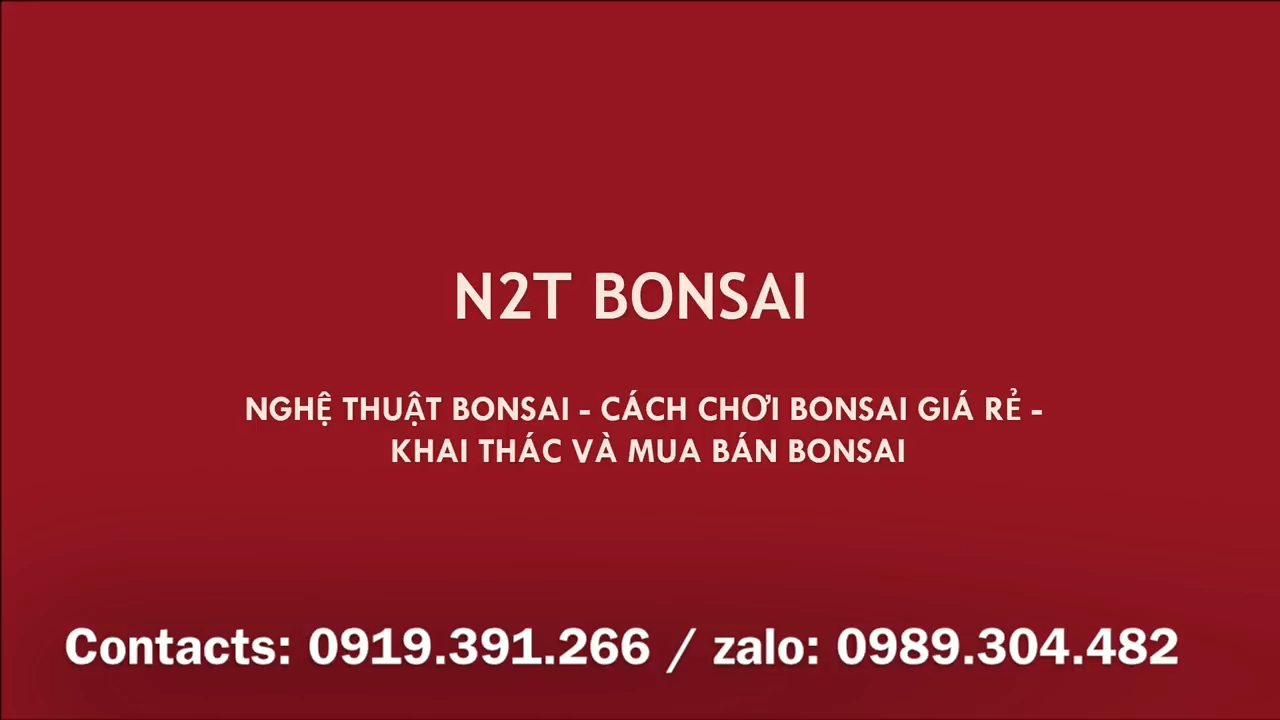 N2T BONSAI
NGHỆ THUẬT BONSAI - CÁCH CHƠI BONSAI GIÁ RẺ -
KHAI THÁC VÀ MUA BÁN BONSAI
Contacts: 0919.391.266 / zalo: 0989.304.482